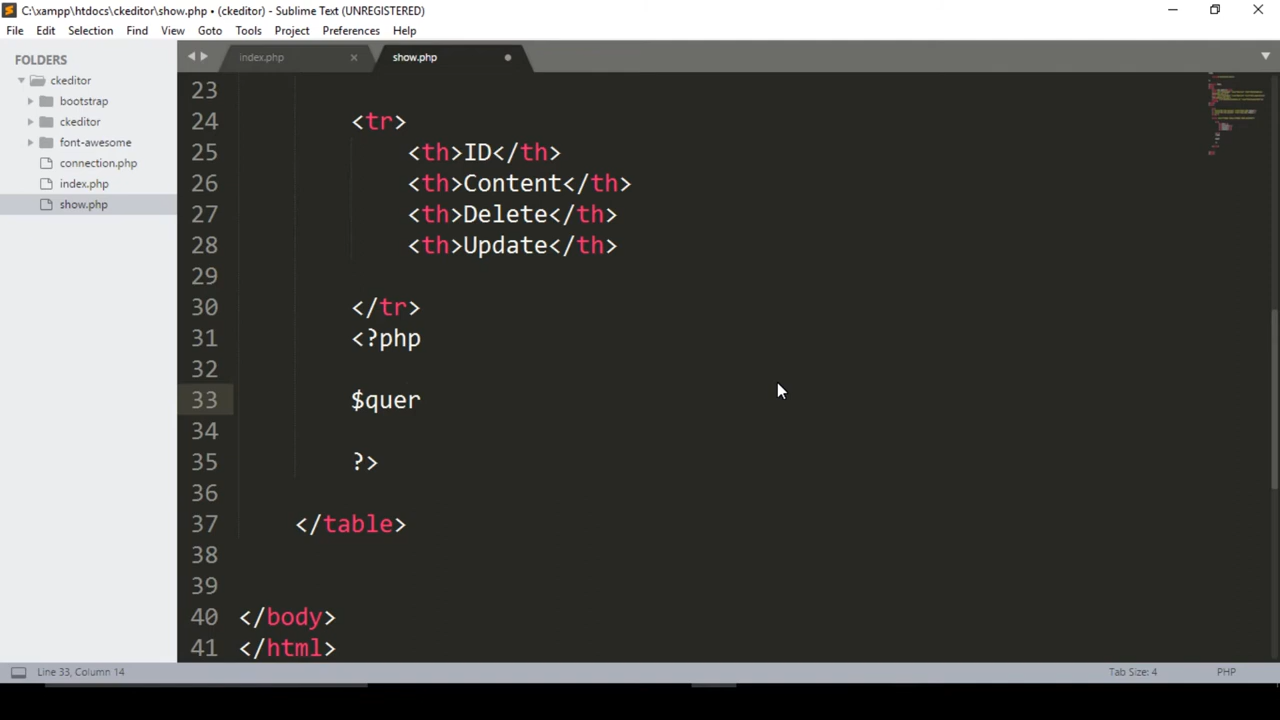 C:\xampp\htdocs\ckeditor\show.php • (ckeditor) - Sublime Text (UNREGISTERED)
File Edit Selection Find View Goto Tools Project Preferences Help
FOLDERS
ckeditor
bootstrap
ckeditor
font-awesome
connection.php
index.php
show.php
index.php × show.php
23
24 <tr>
25 <th>ID</th>
26 <th>Content</th>
27 <th>Delete</th>
28 <th>Update</th>
29
30 </tr>
31 <?php
32
33 $quer
34
35 ?>
36
37 </table>
38
39
40 </body>
41 </html>
Line 33, Column 14 Tab Size: 4 PHP